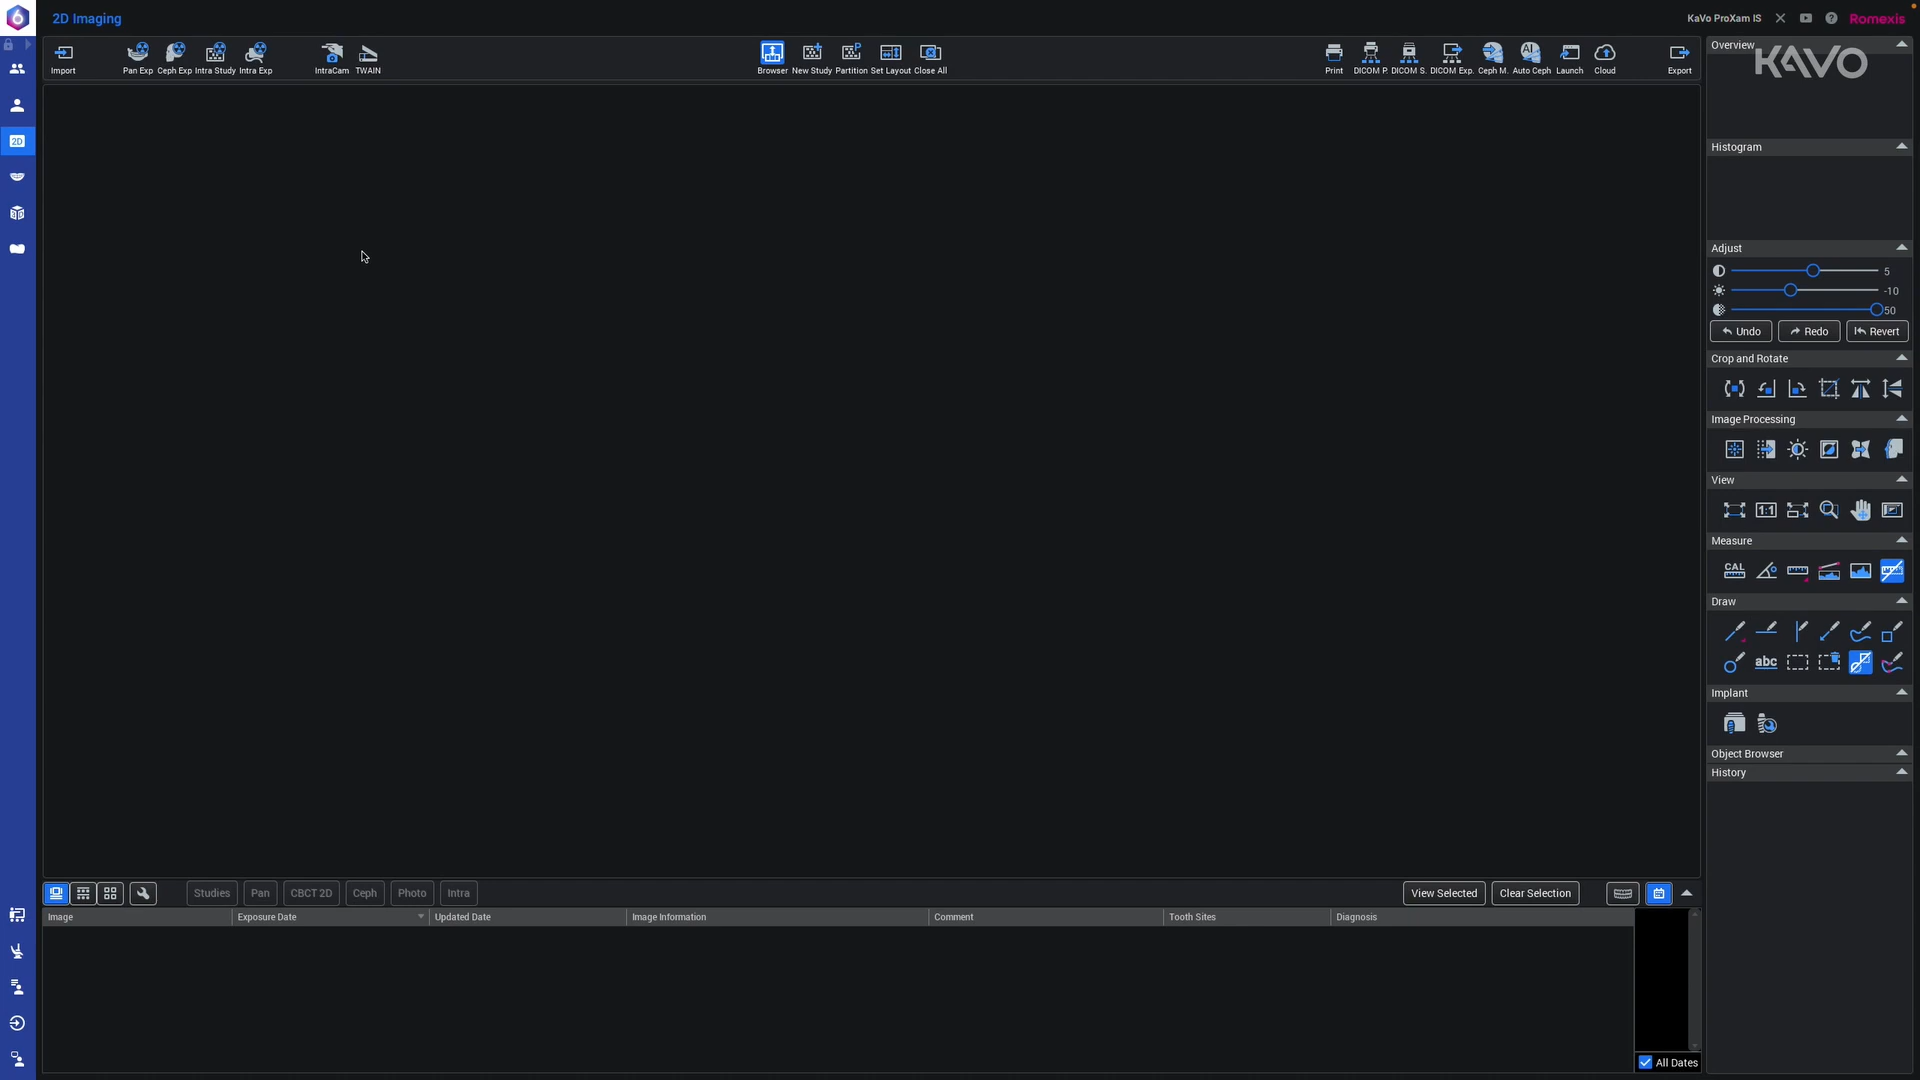 6 2D Imaging KaVo ProXam IS Romexis
Import Pan Exp Ceph Exp Intra Study Intra Exp IntraCam TWAIN Browser New Study Partition Set Layout Close All Print DICOM P. DICOM S. DICOM Exp. Ceph M. Auto Ceph Launch Cloud Export
Overview
KAVO
2D
Histogram
Adjust
5
-10
50
Undo Redo Revert
Crop and Rotate
Image Processing
View
1:1
Measure
CAL
Draw
abc
Implant
Object Browser
History
Studies Pan CBCT 2D Ceph Photo Intra View Selected Clear Selection
Image Exposure Date Updated Date Image Information Comment Tooth Sites Diagnosis
All Dates